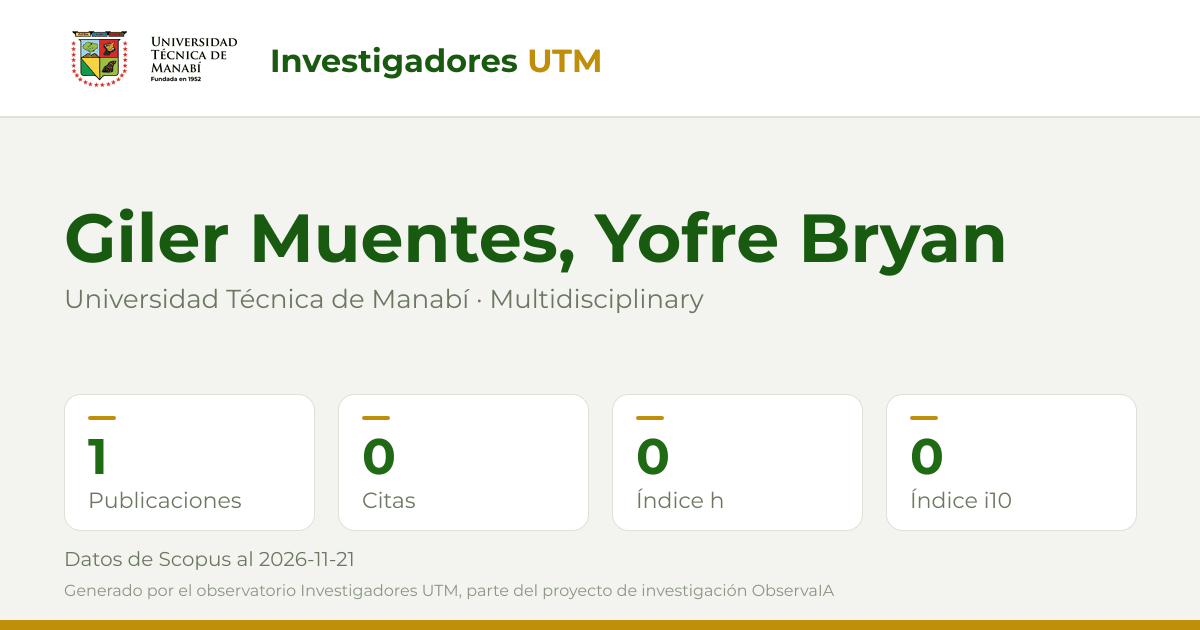 UNIVERSIDAD
TÉCNICA DE
MANABÍ
Fundada en 1952
Investigadores UTM
Giler Muentes, Yofre Bryan
Universidad Técnica de Manabí · Multidisciplinary
1
Publicaciones
0
Citas
0
Índice h
0
Índice i10
Datos de Scopus al 2026-11-21
Generado por el observatorio Investigadores UTM, parte del proyecto de investigación ObservaIA